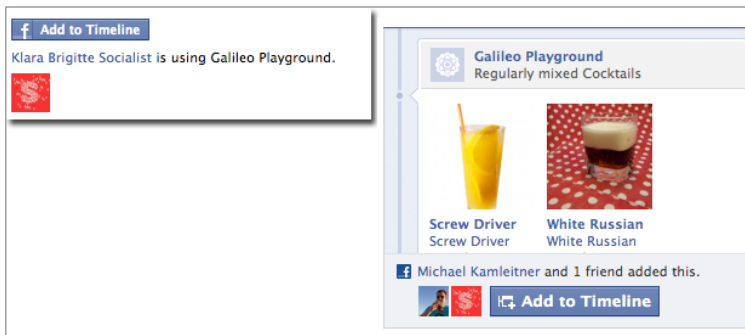 Add to Timeline
Klara Brigitte Socialist is using Galileo Playground.
Galileo Playground
Regularly mixed Cocktails
Screw Driver
Screw Driver
White Russian
White Russian
Michael Kamleitner and 1 friend added this.
Add to Timeline